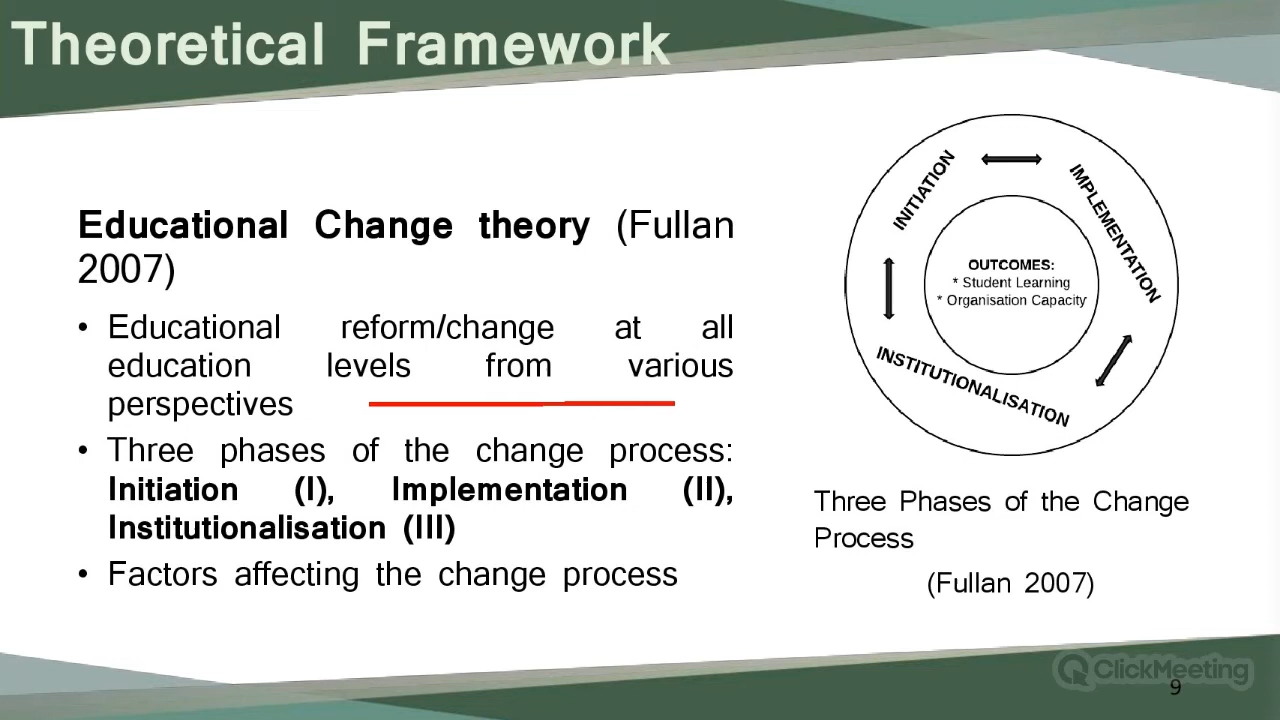 Theoretical Framework
Educational Change theory (Fullan
2007)
• Educational reform/change at all
education levels from various
perspectives
• Three phases of the change process:
Initiation (I), Implementation (II),
Institutionalisation (III)
• Factors affecting the change process
INITIATION
IMPLEMENTATION
INSTITUTIONALISATION
OUTCOMES:
* Student Learning
* Organisation Capacity
Three Phases of the Change
Process
(Fullan 2007)
ClickMeeting
9